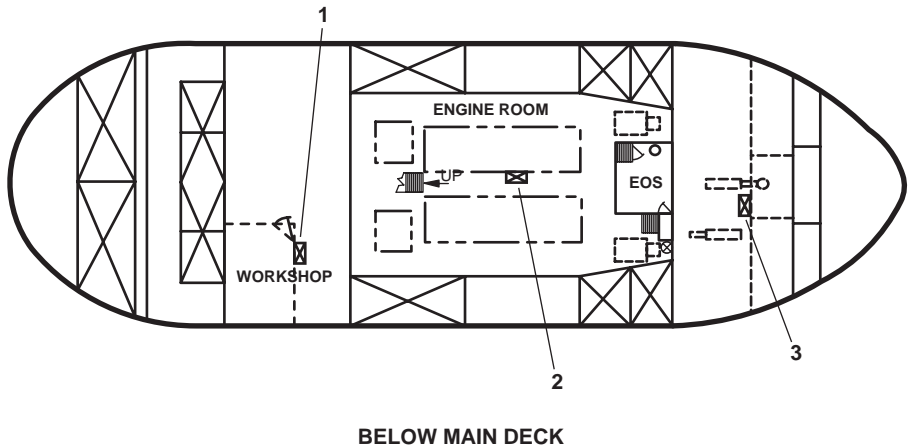 1
ENGINE ROOM
UP
EOS
WORKSHOP
3
2
BELOW MAIN DECK